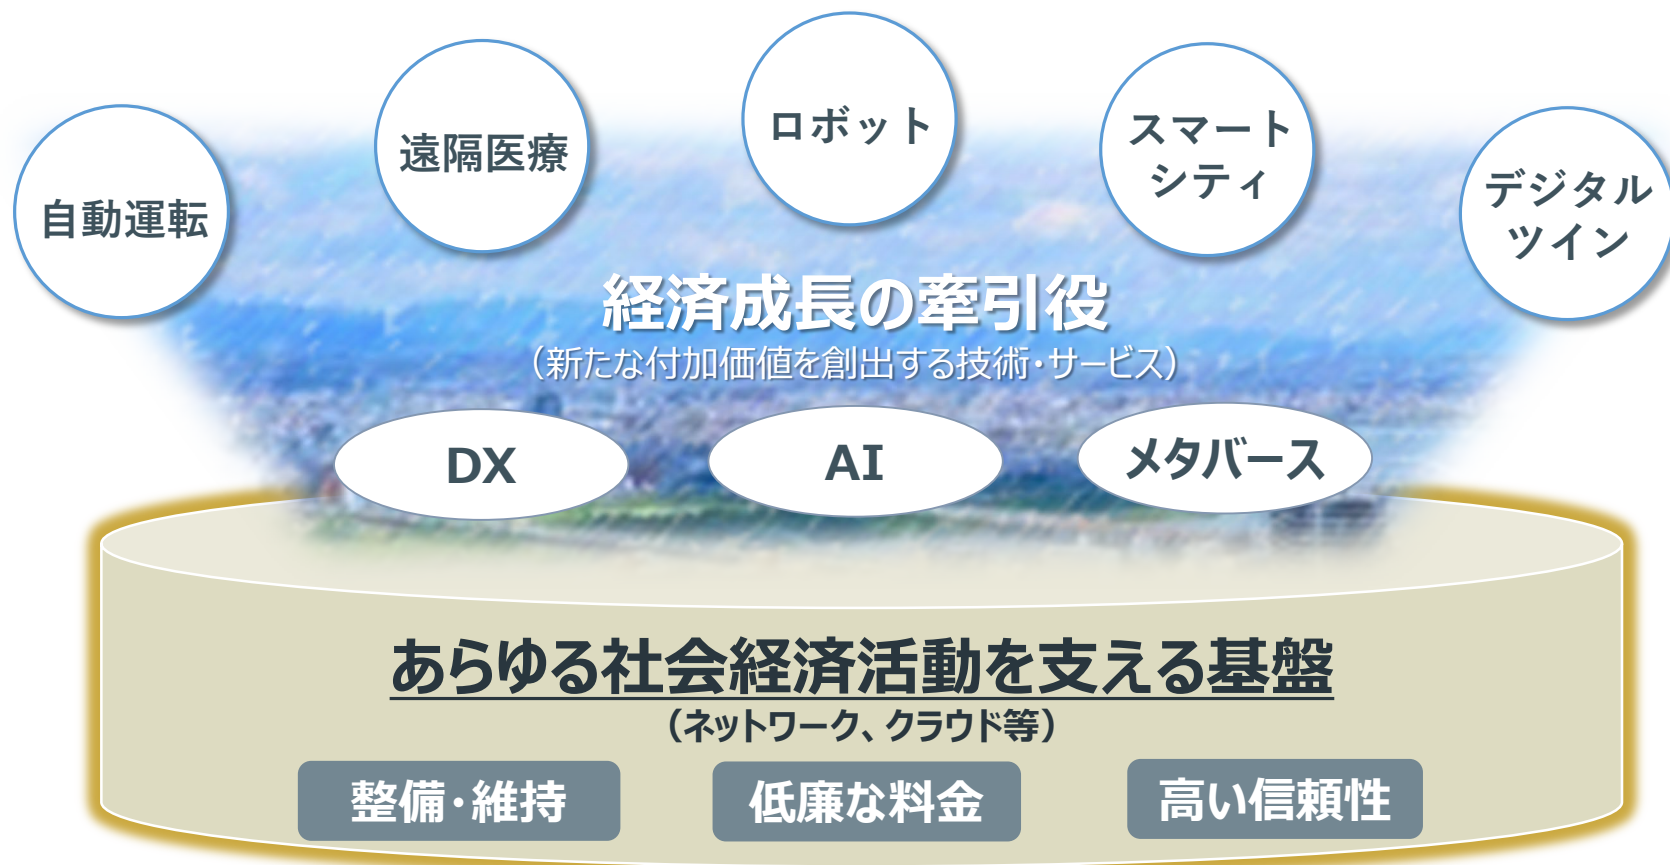 自動運転
遠隔医療
ロボット
スマート
シティ
デジタル
ツイン
経済成長の牽引役
（新たな付加価値を創出する技術・サービス）
DX
AI
メタバース
あらゆる社会経済活動を支える基盤
（ネットワーク、クラウド等）
整備・維持
低廉な料金
高い信頼性